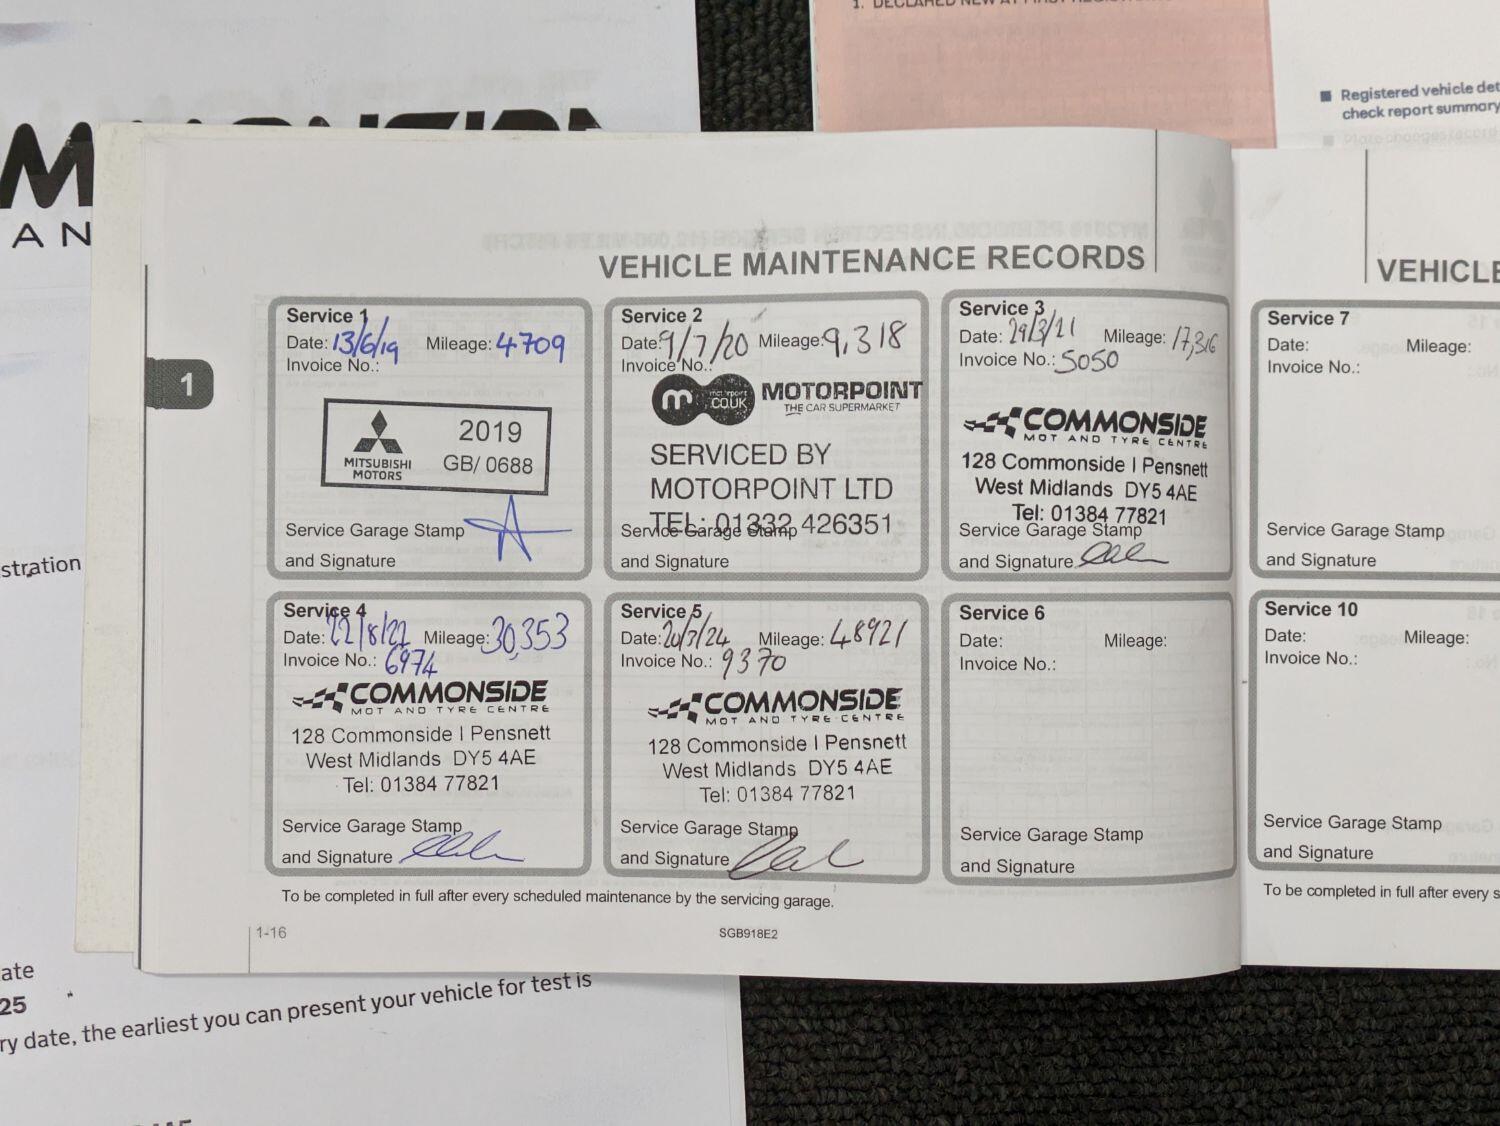 1. DECLARED NEW AT FIRST
Registered vehicle det
check report summary
AN
VEHICLE MAINTENANCE RECORDS
1
Service 1
Date: 13/6/19 Mileage: 4709
Invoice No.:
MITSUBISHI
MOTORS
2019
GB/ 0688
Service Garage Stamp
and Signature
Service 2
Date: 9/7/20 Mileage: 9,318
Invoice No.:
m
CO.UK
MOTORPOINT
THE CAR SUPERMARKET
SERVICED BY
MOTORPOINT LTD
TEL: 01332 426351
Service Garage Stamp
and Signature
Service 3
Date: 29/3/21 Mileage: 17,316
Invoice No.: 5050
COMMONSIDE
MOT AND TYRE CENTRE
128 Commonside | Pensnett
West Midlands DY5 4AE
Tel: 01384 77821
Service Garage Stamp
and Signature
Service 4
Date: 22/8/22 Mileage: 30,353
Invoice No.: 6974
COMMONSIDE
MOT AND TYRE CENTRE
128 Commonside | Pensnett
West Midlands DY5 4AE
Tel: 01384 77821
Service Garage Stamp
and Signature
Service 5
Date: 20/3/24 Mileage: 48921
Invoice No.: 9370
COMMONSIDE
MOT AND TYRE CENTRE
128 Commonside | Pensnett
West Midlands DY5 4AE
Tel: 01384 77821
Service Garage Stamp
and Signature
Service 6
Date: Mileage:
Invoice No.:
Service Garage Stamp
and Signature
To be completed in full after every scheduled maintenance by the servicing garage.
1-16
SGB918E2
VEHICLE
Service 7
Date: Mileage:
Invoice No.:
Service Garage Stamp
and Signature
Service 10
Date: Mileage:
Invoice No.:
Service Garage Stamp
and Signature
To be completed in full after every s
stration
ate
25
ry date, the earliest you can present your vehicle for test is